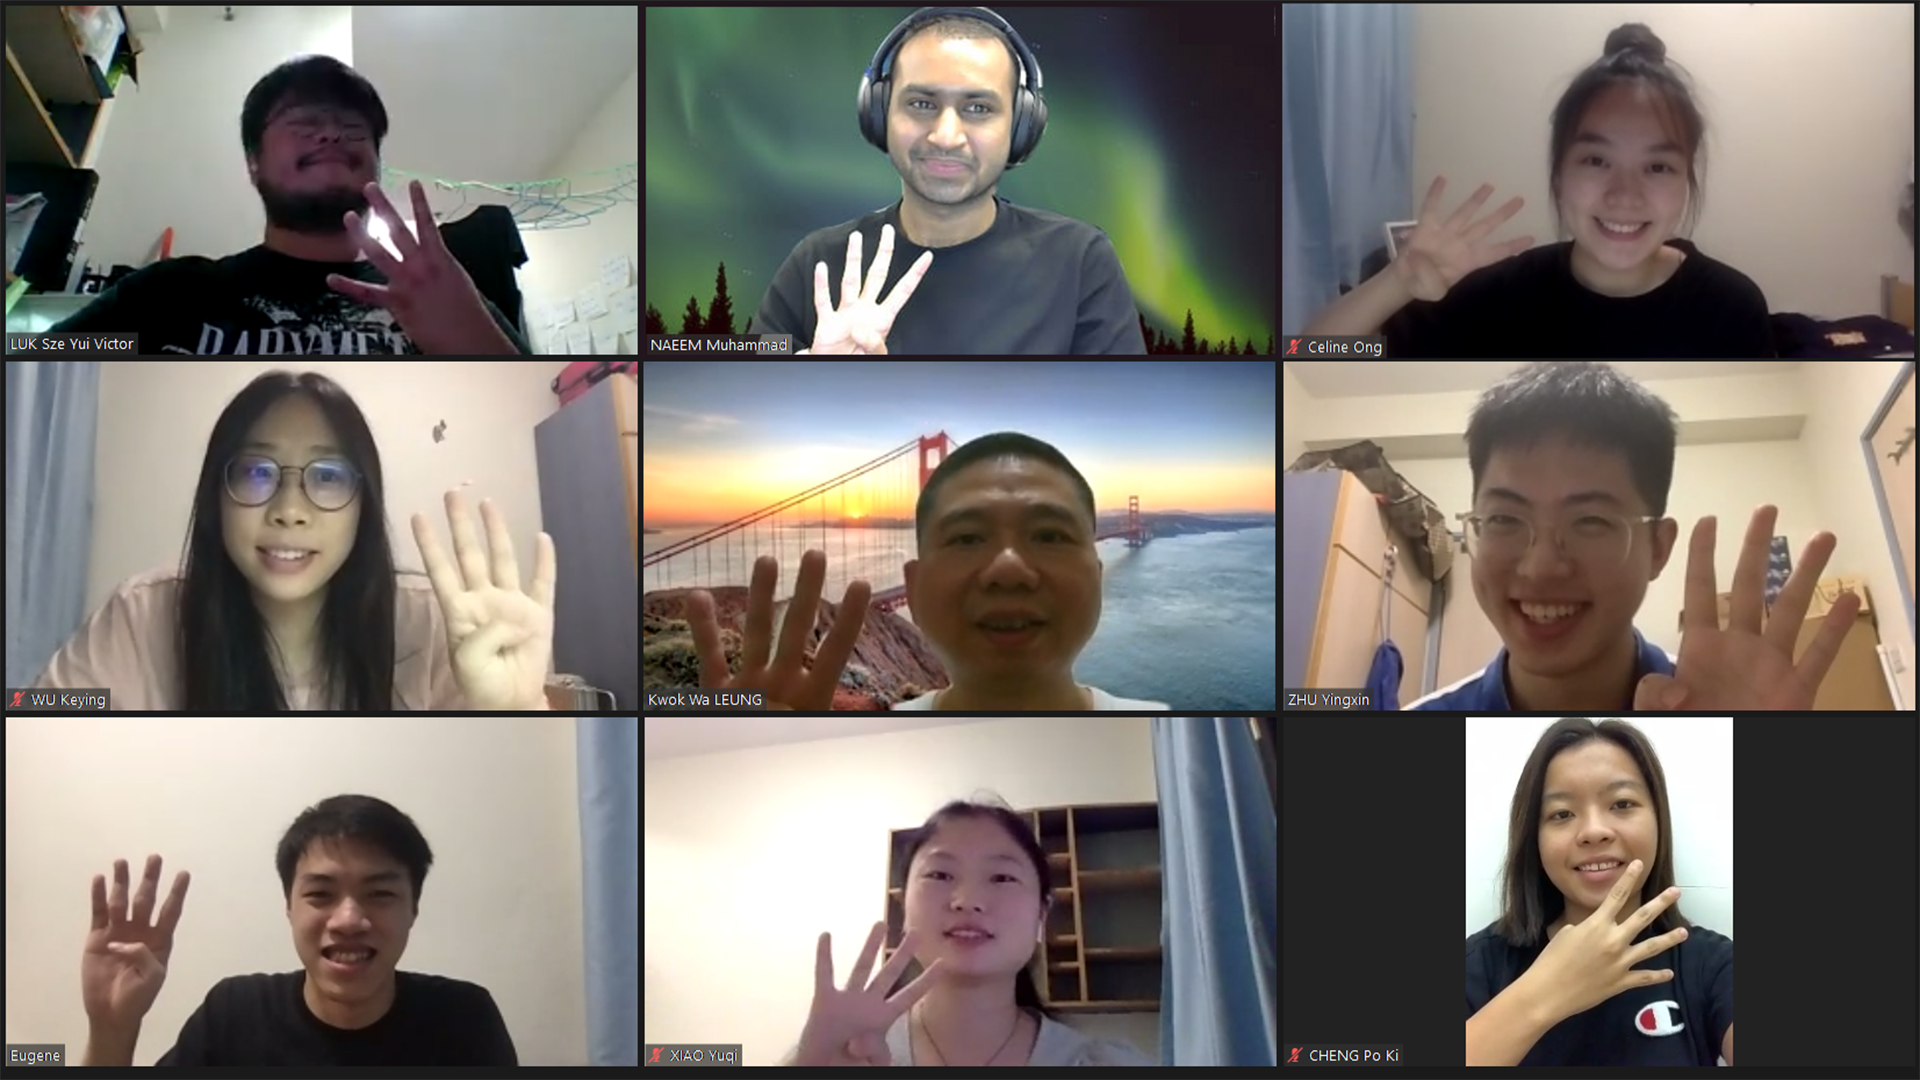 BABYMET
LUK Sze Yui Victor
NAEEM Muhammad
Celine Ong
WU Keying
Kwok Wa LEUNG
ZHU Yingxin
Eugene
XIAO Yuqi
CHENG Po Ki